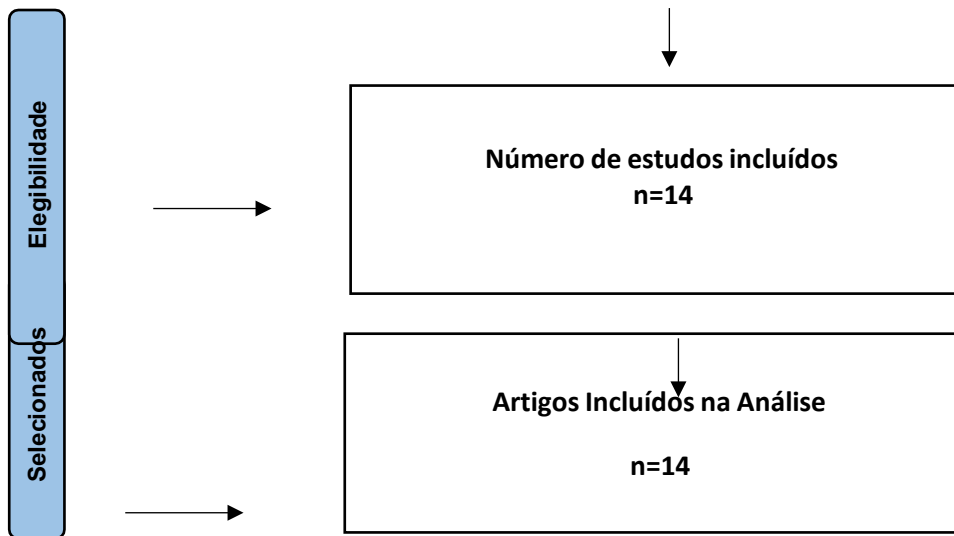 Elegibilidade
Número de estudos incluídos
n=14
Selecionados
Artigos Incluídos na Análise
n=14